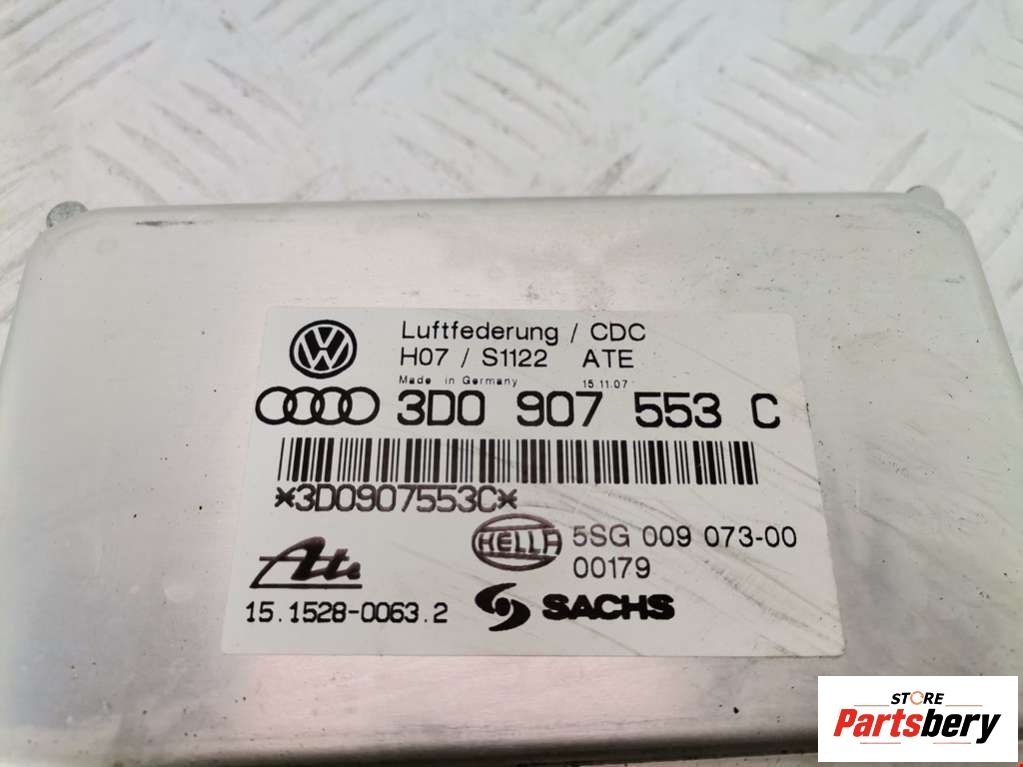 Luftfederung / CDC
H07 / S1122 ATE
Made in Germany 15.11.07
3D0 907 553 C
*3D0907553C*
HELLA 5SG 009 073-00
00179
Ate
15.1528-0063.2
SACHS
STORE
Partsbery